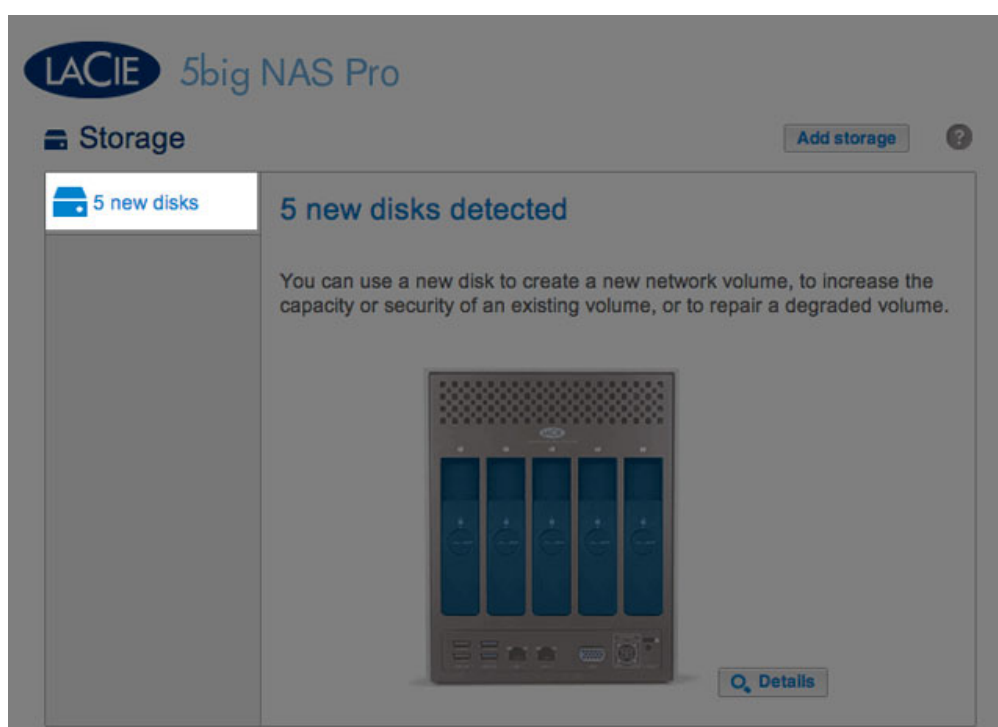 LACIE 5big NAS Pro
Storage
Add storage
?
5 new disks
5 new disks detected
You can use a new disk to create a new network volume, to increase the
capacity or security of an existing volume, or to repair a degraded volume.
Details